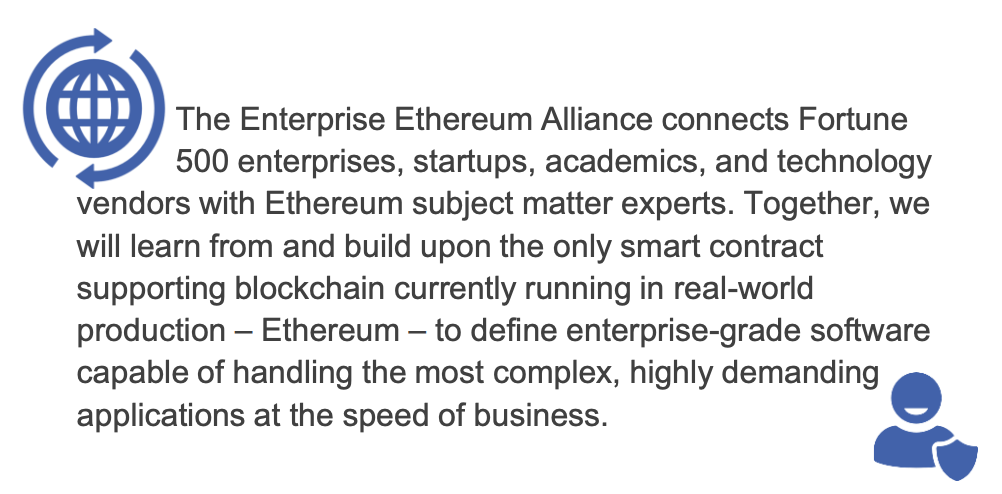 The Enterprise Ethereum Alliance connects Fortune
500 enterprises, startups, academics, and technology
vendors with Ethereum subject matter experts. Together, we
will learn from and build upon the only smart contract
supporting blockchain currently running in real-world
production – Ethereum – to define enterprise-grade software
capable of handling the most complex, highly demanding
applications at the speed of business.